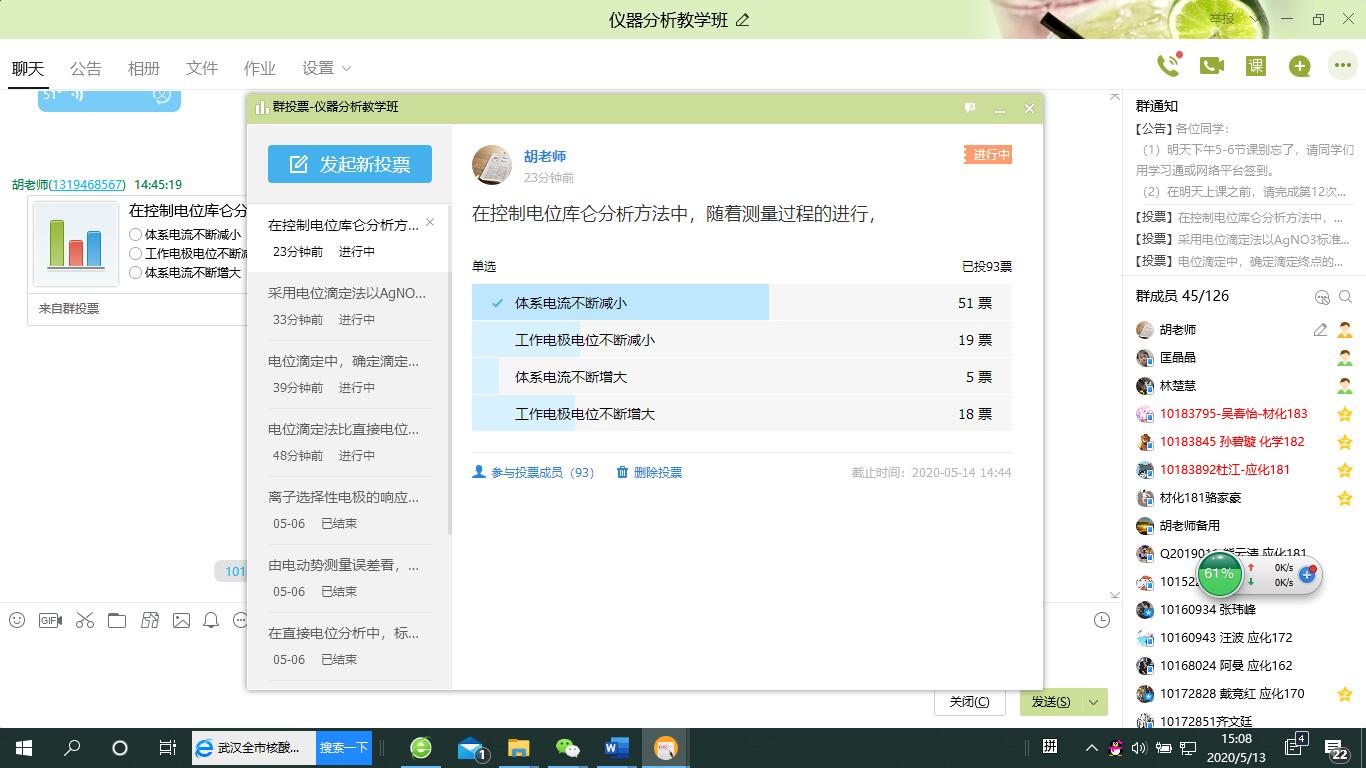 仪器分析教学班
举报
聊天 公告 相册 文件 作业 设置
课
51"
胡老师(1319468567) 14:45:19
在控制电位库仑分
体系电流不断减小
工作电极电位不断减
体系电流不断增大
来自群投票
101
群投票-仪器分析教学班
发起新投票
在控制电位库仑分析方...
23分钟前 进行中
采用电位滴定法以AgNO...
33分钟前 进行中
电位滴定中，确定滴定...
39分钟前 进行中
电位滴定法比直接电位...
48分钟前 进行中
离子选择性电极的响应...
05-06 已结束
由电动势测量误差看，...
05-06 已结束
在直接电位分析中，标...
05-06 已结束
胡老师
23分钟前
进行中
在控制电位库仑分析方法中，随着测量过程的进行，
单选 已投93票
体系电流不断减小 51 票
工作电极电位不断减小 19 票
体系电流不断增大 5 票
工作电极电位不断增大 18 票
参与投票成员（93） 删除投票 截止时间：2020-05-14 14:44
GIF
关闭(C) 发送(S)
群通知
【公告】各位同学：
（1）明天下午5-6节课别忘了，请同学们
用学习通或网络平台签到。
（2）在明天上课之前，请完成第12次...
【投票】在控制电位库仑分析方法中，...
【投票】采用电位滴定法以AgNO3标准...
【投票】电位滴定中，确定滴定终点的...
群成员 45/126
胡老师
匡晶晶
林楚慧
10183795-吴春怡-材化183
10183845 孙碧璇 化学182
10183892杜江-应化181
材化181骆家豪
胡老师备用
Q201901
应化181
10152
61% 0K/s
0K/s
10160934 张玮峰
10160943 汪波 应化172
10168024 阿曼 应化162
10172828 戴竞红 应化170
10172851齐文廷
武汉全市核酸... 搜索一下
1
拼
15:08
2020/5/13
4
22